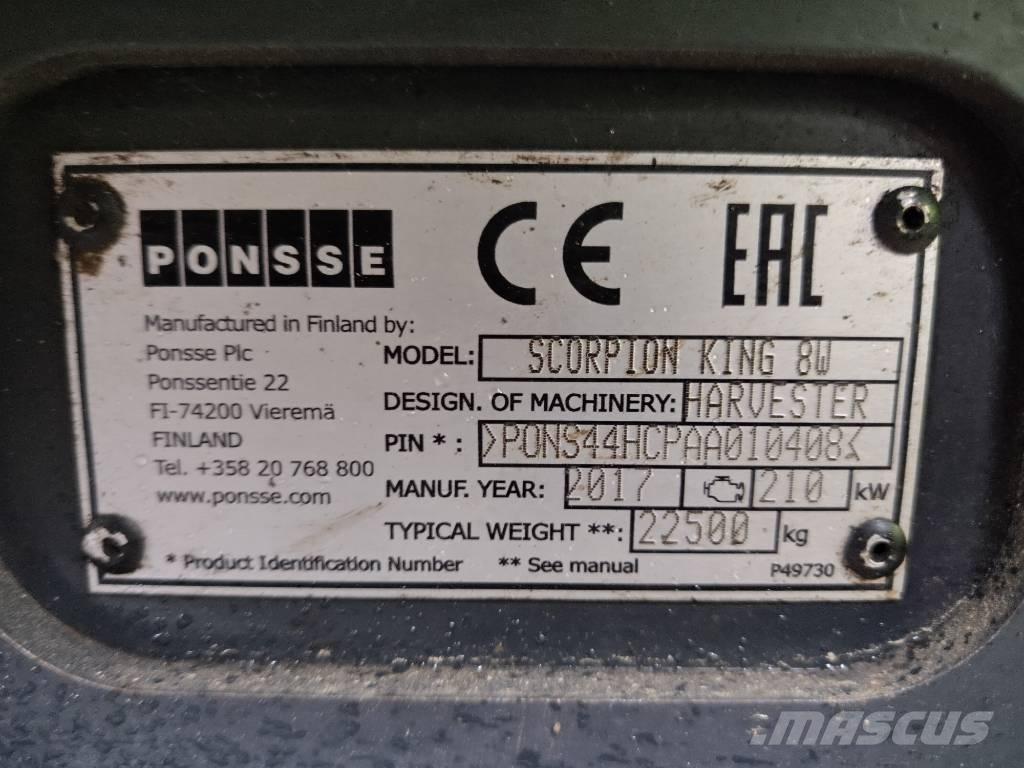 PONSSE CE EAC
Manufactured in Finland by:
Ponsse Plc
Ponssentie 22
FI-74200 Vieremä
FINLAND
Tel. +358 20 768 800
www.ponsse.com
MODEL: SCORPION KING 8W
DESIGN. OF MACHINERY: HARVESTER
PIN * : >PONS44HCPAA010408<
MANUF. YEAR: 2017 210 kW
TYPICAL WEIGHT **: 22500 kg
* Product Identification Number ** See manual P49730
MASCUS